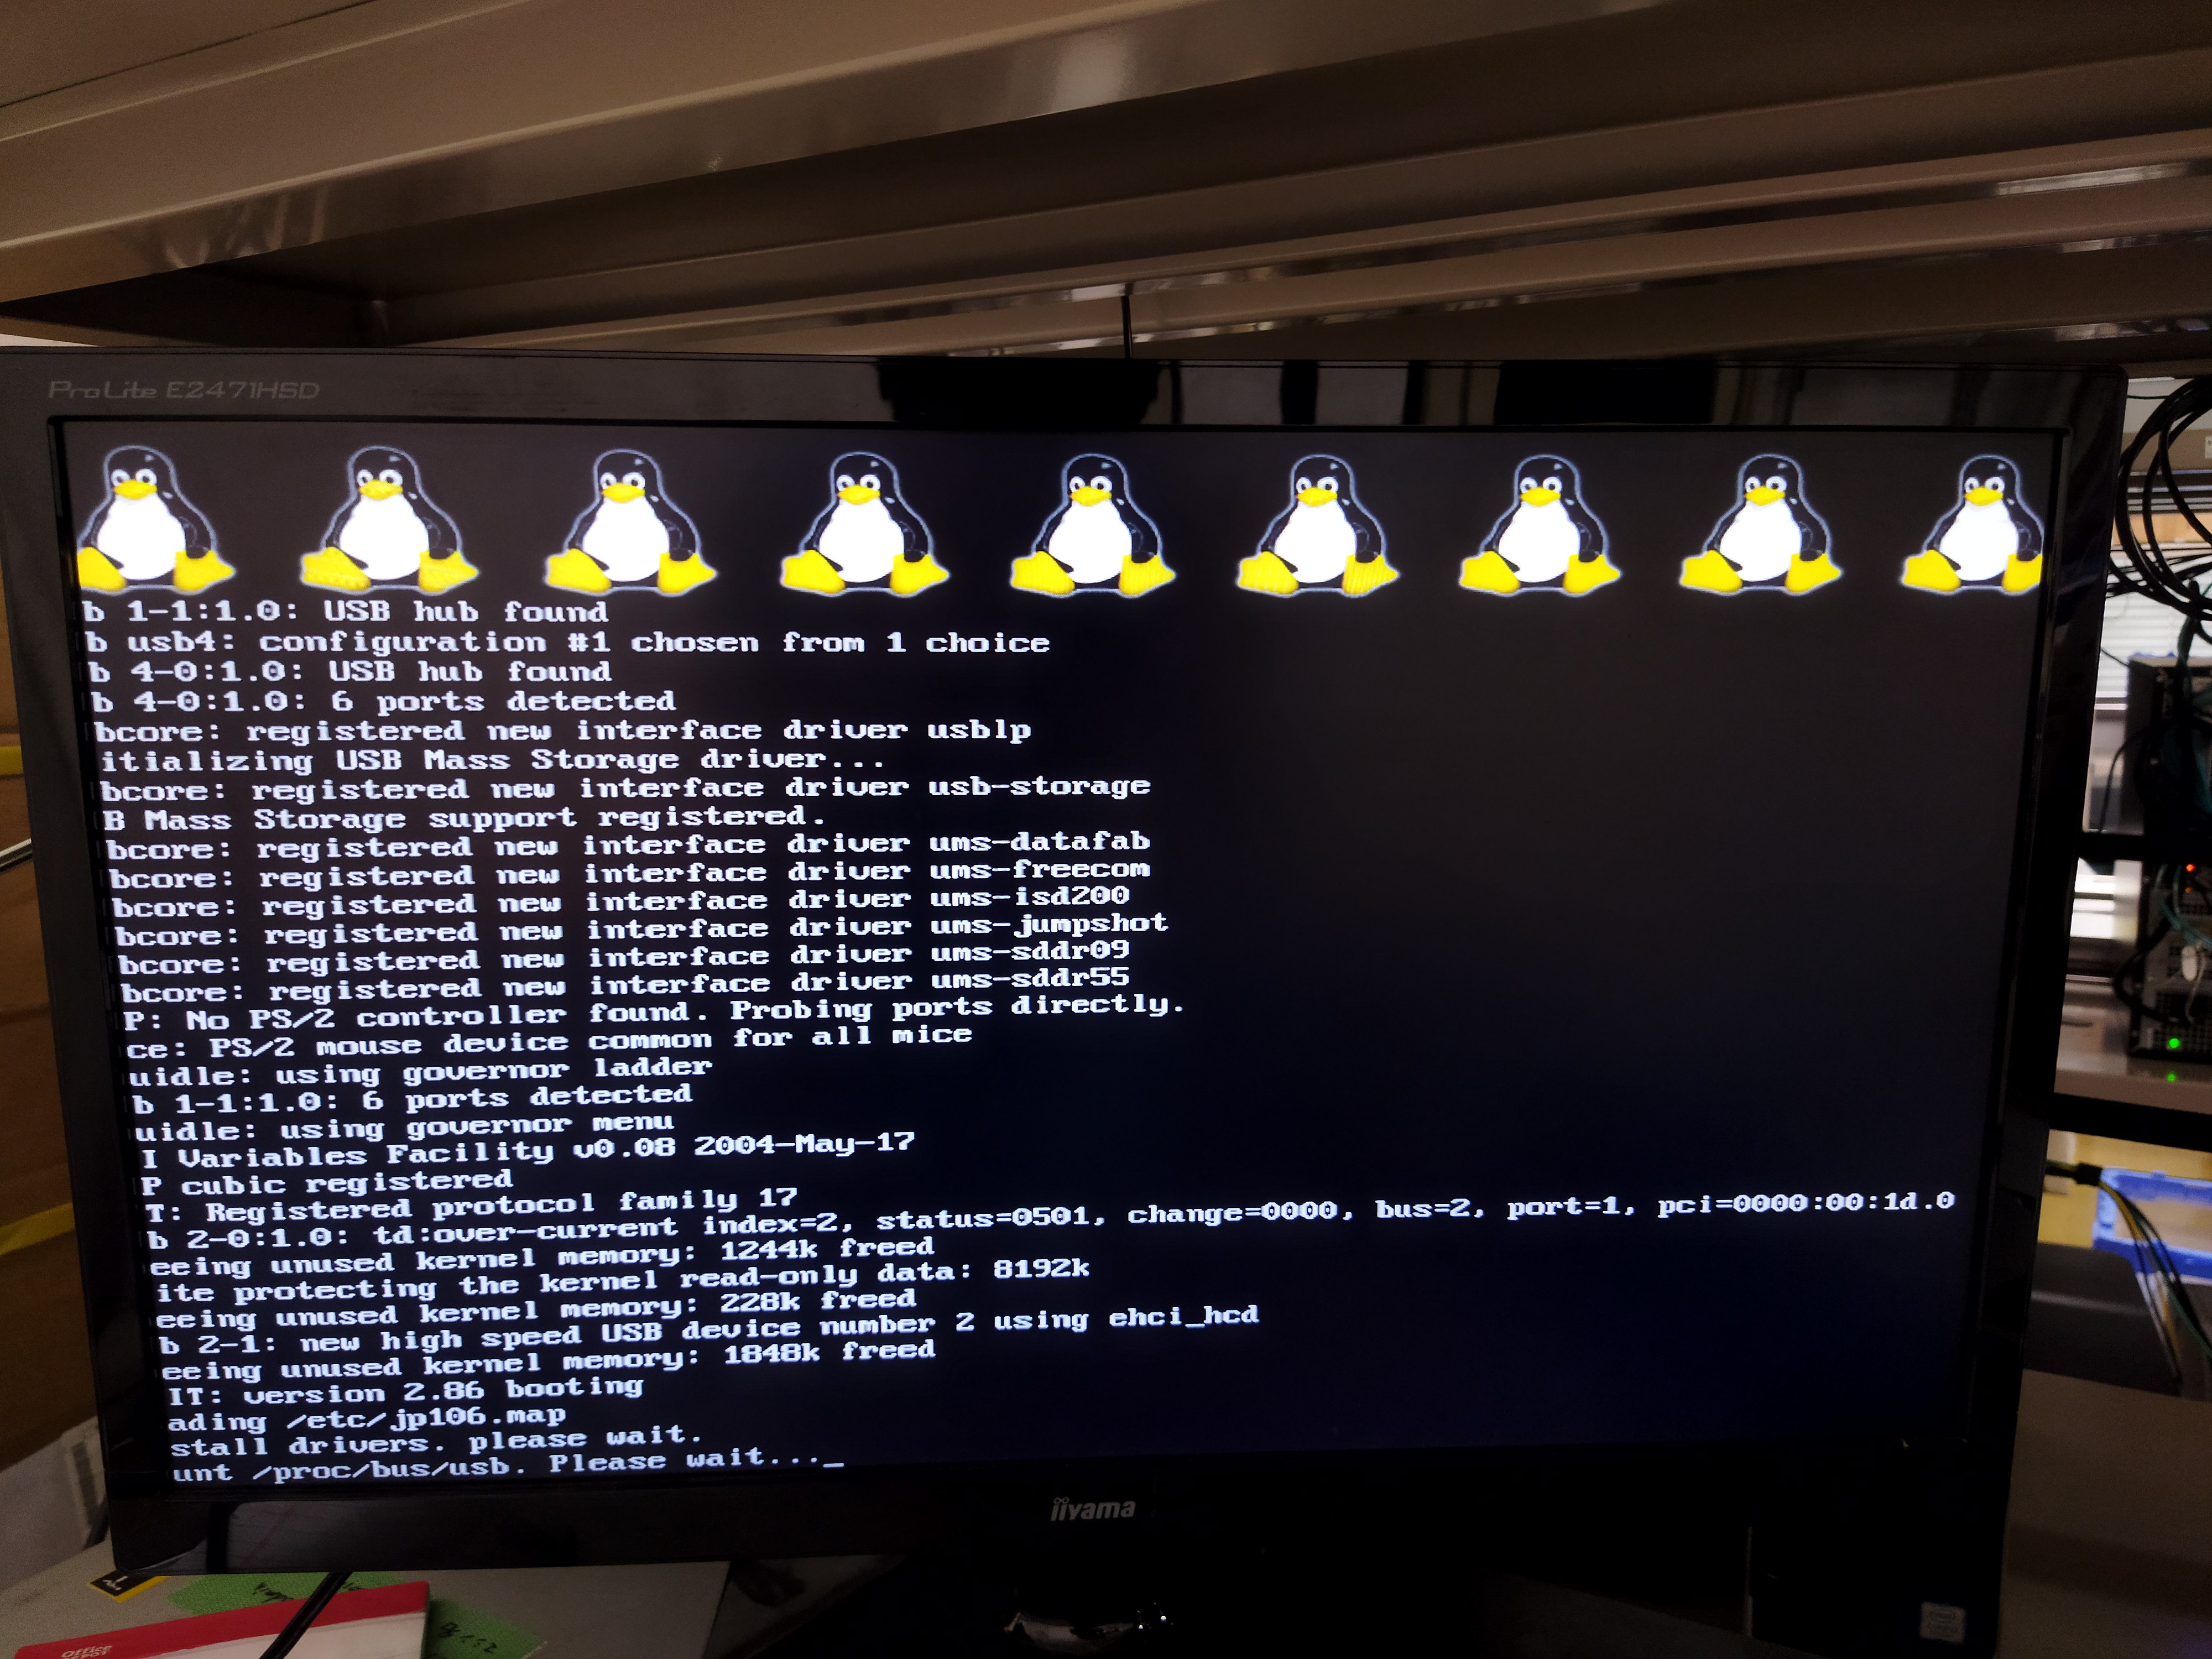 ProLite E2471HSD
b 1-1:1.0: USB hub found
b usb4: configuration #1 chosen from 1 choice
b 4-0:1.0: USB hub found
b 4-0:1.0: 6 ports detected
bcore: registered new interface driver usblp
itializing USB Mass Storage driver...
bcore: registered new interface driver usb-storage
B Mass Storage support registered.
bcore: registered new interface driver ums-datafab
bcore: registered new interface driver ums-freecom
bcore: registered new interface driver ums-isd200
bcore: registered new interface driver ums-jumpshot
bcore: registered new interface driver ums-sddr09
bcore: registered new interface driver ums-sddr55
P: No PS/2 controller found. Probing ports directly.
ce: PS/2 mouse device common for all mice
uidle: using governor ladder
b 1-1:1.0: 6 ports detected
uidle: using governor menu
I Variables Facility v0.08 2004-May-17
P cubic registered
T: Registered protocol family 17
b 2-0:1.0: td:over-current index=2, status=0501, change=0000, bus=2, port=1, pci=0000:00:1d.0
eeing unused kernel memory: 1244k freed
ite protecting the kernel read-only data: 8192k
eeing unused kernel memory: 228k freed
b 2-1: new high speed USB device number 2 using ehci_hcd
eeing unused kernel memory: 1848k freed
IT: version 2.86 booting
ading /etc/jp106.map
stall drivers. please wait.
unt /proc/bus/usb. Please wait..._
iiyama
Office